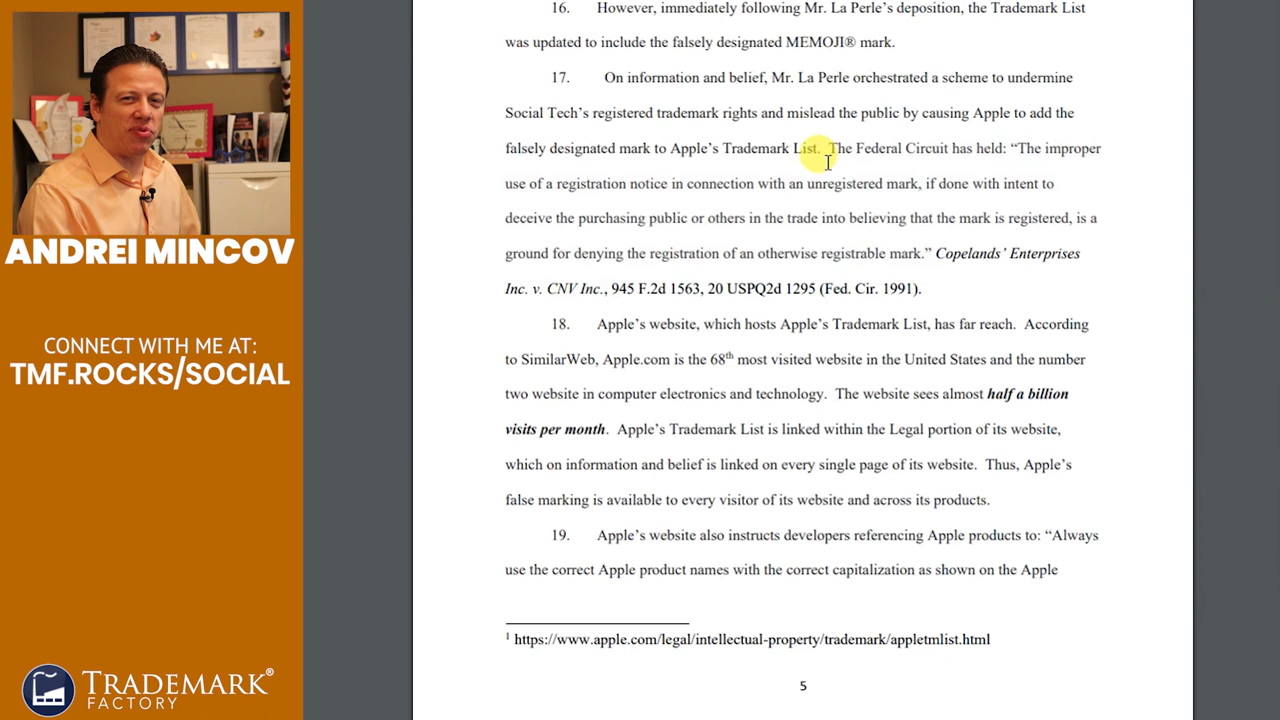 ANDREI MINCOV
CONNECT WITH ME AT:
TMF.ROCKS/SOCIAL
TRADEMARK®
FACTORY
16. However, immediately following Mr. La Perle's deposition, the Trademark List
was updated to include the falsely designated MEMOJI® mark.
17. On information and belief, Mr. La Perle orchestrated a scheme to undermine
Social Tech's registered trademark rights and mislead the public by causing Apple to add the
falsely designated mark to Apple's Trademark List. The Federal Circuit has held: “The improper
use of a registration notice in connection with an unregistered mark, if done with intent to
deceive the purchasing public or others in the trade into believing that the mark is registered, is a
ground for denying the registration of an otherwise registrable mark.” Copelands' Enterprises
Inc. v. CNV Inc., 945 F.2d 1563, 20 USPQ2d 1295 (Fed. Cir. 1991).
18. Apple's website, which hosts Apple's Trademark List, has far reach. According
to SimilarWeb, Apple.com is the 68th most visited website in the United States and the number
two website in computer electronics and technology. The website sees almost half a billion
visits per month. Apple's Trademark List is linked within the Legal portion of its website,
which on information and belief is linked on every single page of its website. Thus, Apple's
false marking is available to every visitor of its website and across its products.
19. Apple's website also instructs developers referencing Apple products to: “Always
use the correct Apple product names with the correct capitalization as shown on the Apple
1 https://www.apple.com/legal/intellectual-property/trademark/appletmlist.html
5